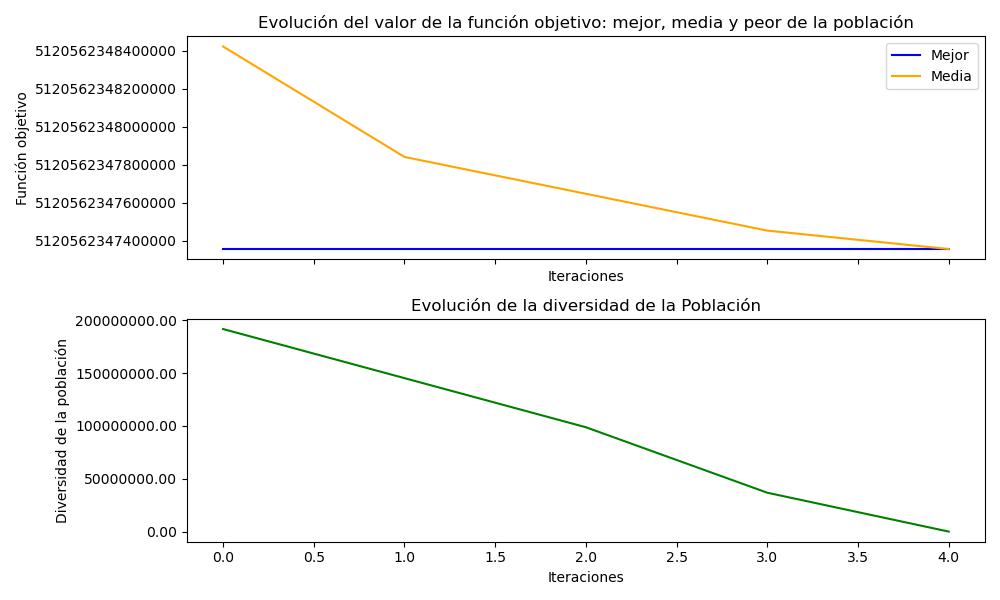 Evolución del valor de la función objetivo: mejor, media y peor de la población
Función objetivo
5120562348400000
5120562348200000
5120562348000000
5120562347800000
5120562347600000
5120562347400000
Mejor
Media
Iteraciones
Evolución de la diversidad de la Población
Diversidad de la población
200000000.00
150000000.00
100000000.00
50000000.00
0.00
0.0 0.5 1.0 1.5 2.0 2.5 3.0 3.5 4.0
Iteraciones